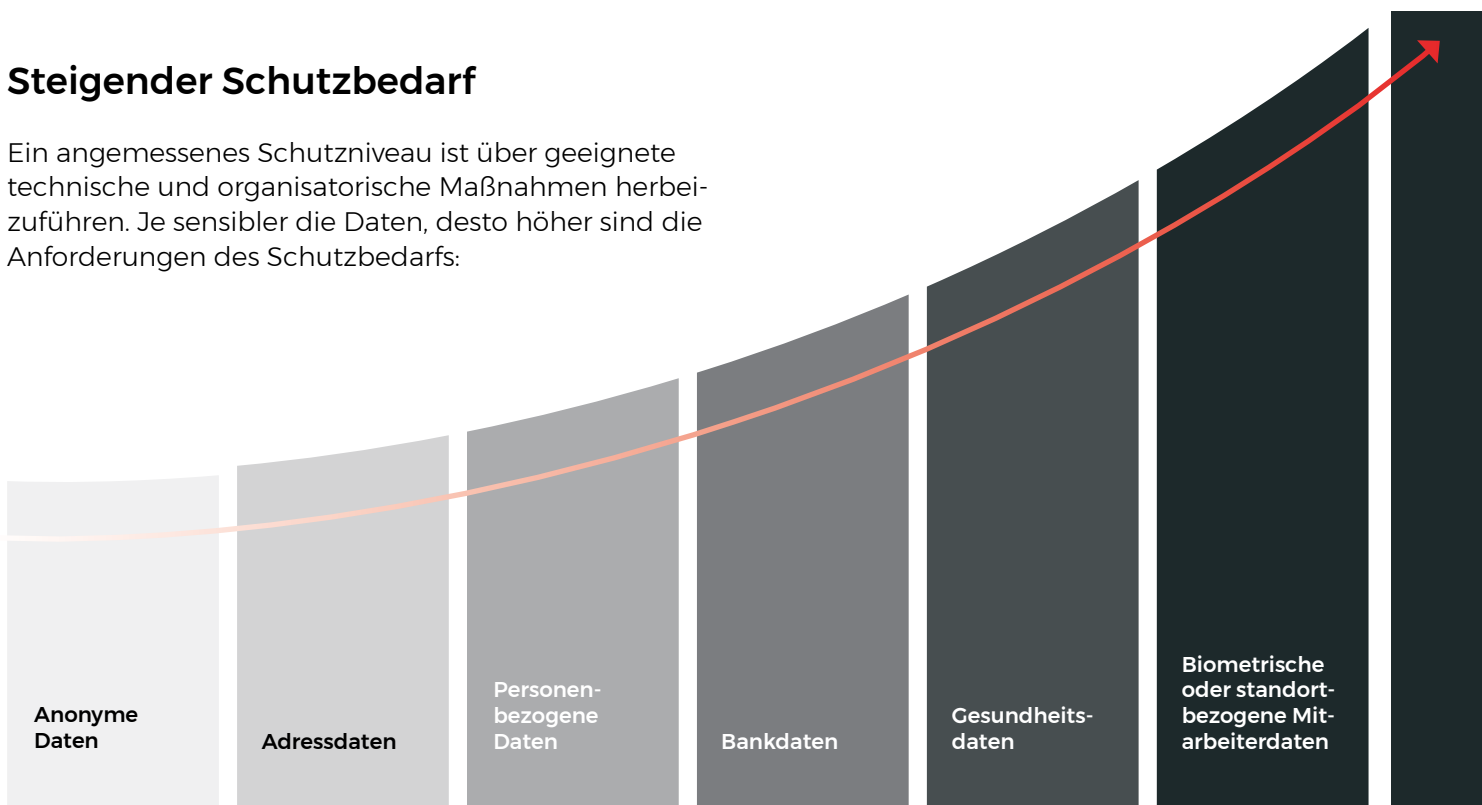 Steigender Schutzbedarf
Ein angemessenes Schutzniveau ist über geeignete
technische und organisatorische Maßnahmen herbei-
zuführen. Je sensibler die Daten, desto höher sind die
Anforderungen des Schutzbedarfs:
Anonyme
Daten
Adressdaten
Personen-
bezogene
Daten
Bankdaten
Gesundheits-
daten
Biometrische
oder standort-
bezogene Mit-
arbeiterdaten